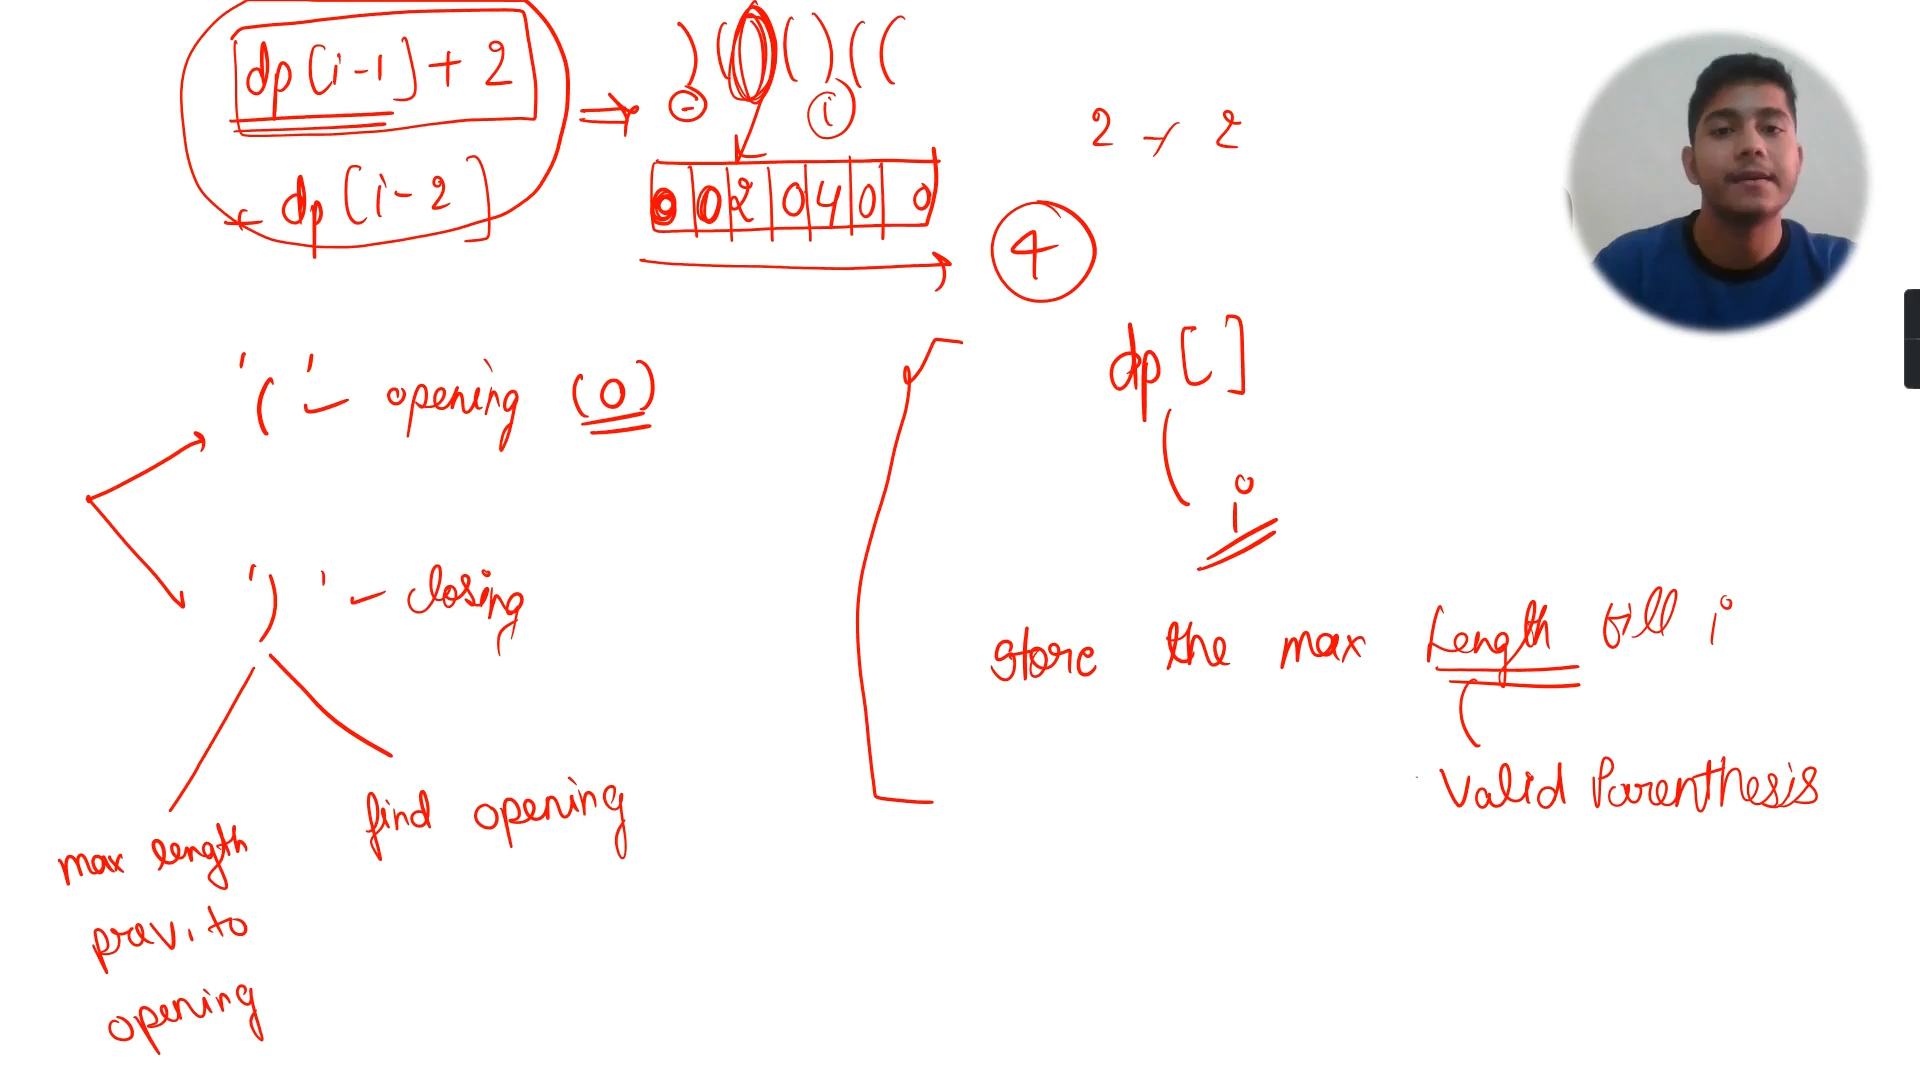 dp[i-1] + 2
dp[i-2]
) ( ) ( ) ( (
i
0 0 2 0 4 0 0
2 + 2
4
'(' - opening (0)
')' - closing
max length
prev. to
opening
find opening
dp[]
i
store the max length till i
Valid Parenthesis